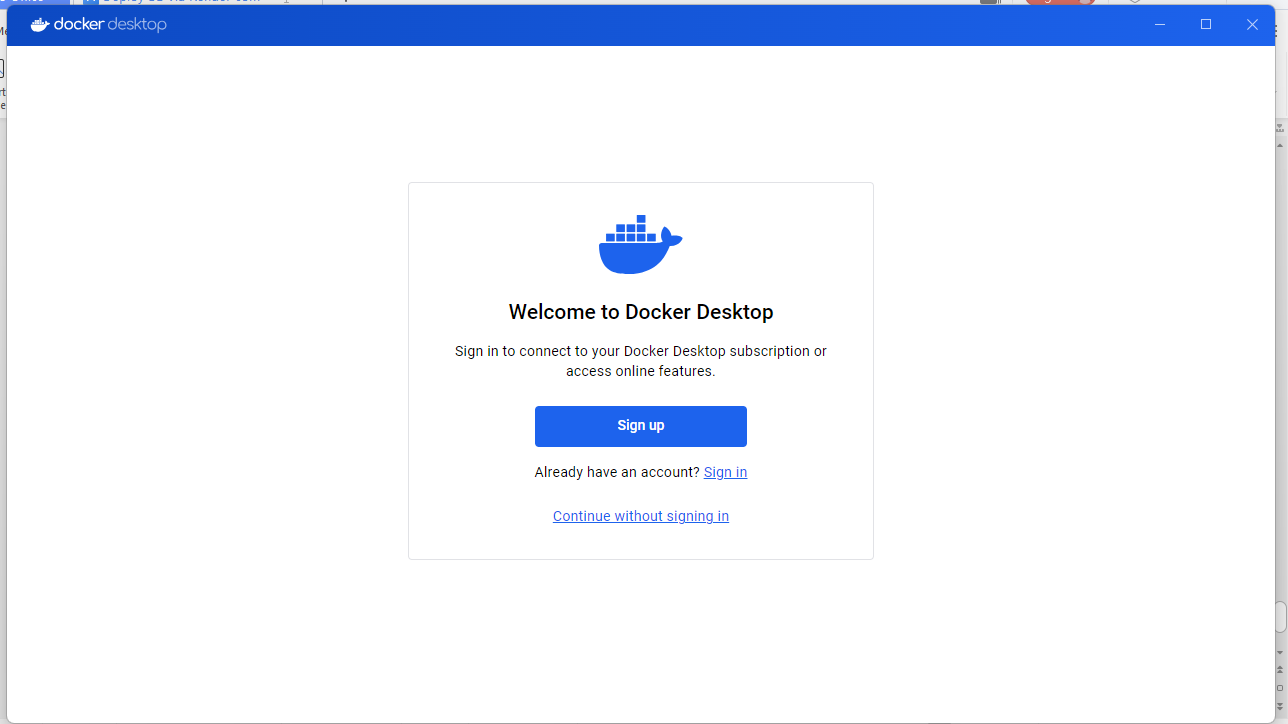 docker desktop
Welcome to Docker Desktop
Sign in to connect to your Docker Desktop subscription or
access online features.
Sign up
Already have an account? Sign in
Continue without signing in